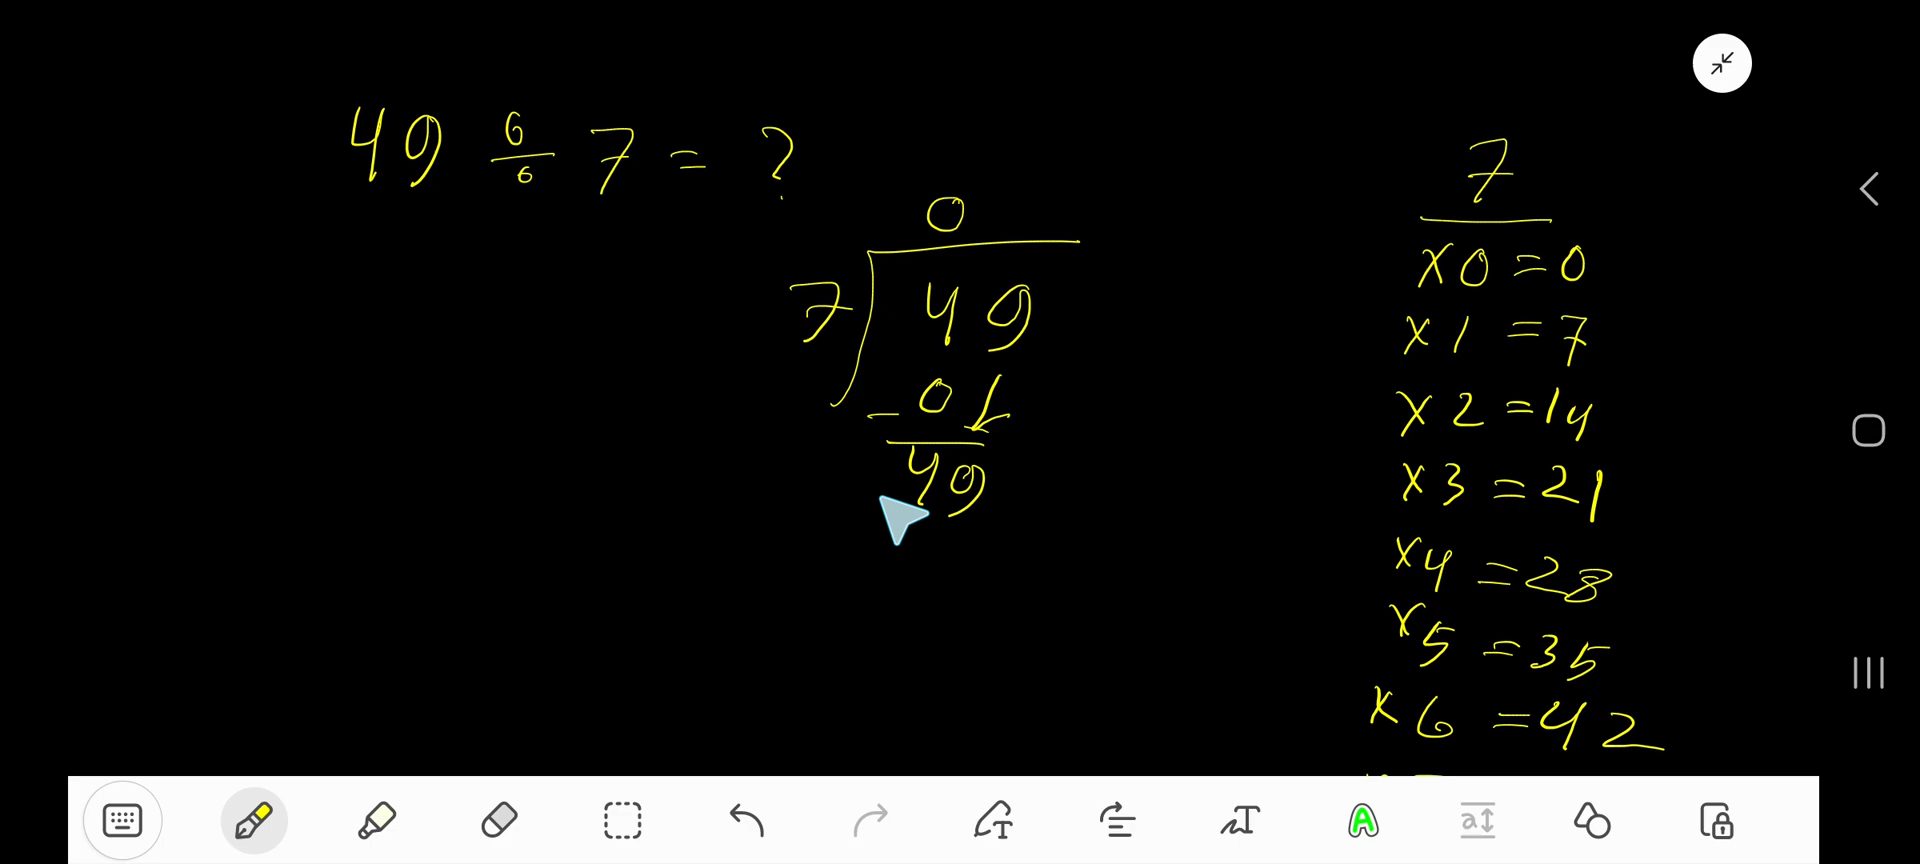 49 ÷ 7 = ?
0
7 49
- 0 ↓
49
7
x0=0
x1=7
x2=14
x3=21
x4=28
x5=35
x6=42